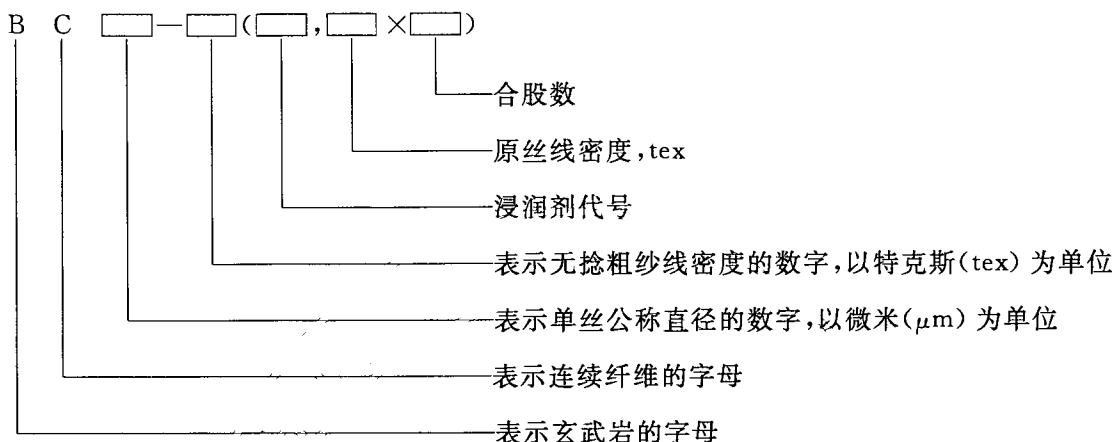 B C □—□(□,□×□)
合股数
原丝线密度,tex
浸润剂代号
表示无捻粗纱线密度的数字,以特克斯(tex)为单位
表示单丝公称直径的数字,以微米(μm)为单位
表示连续纤维的字母
表示玄武岩的字母